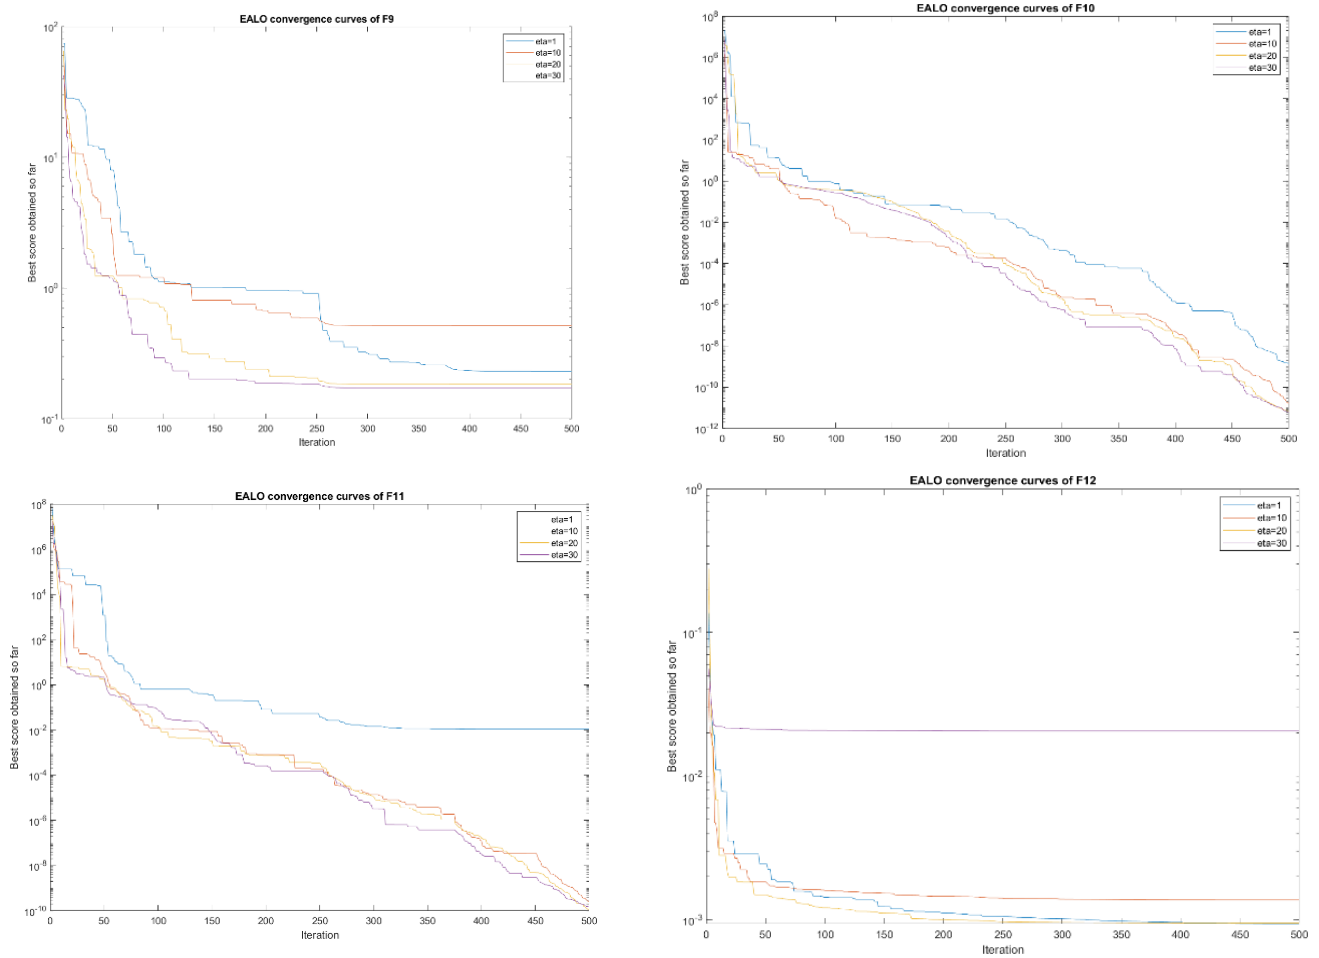 EALO convergence curves of F9
10^2
10^1
10^0
10^-1
Best score obtained so far
eta=1
eta=10
eta=20
eta=30
0 50 100 150 200 250 300 350 400 450 500
Iteration
EALO convergence curves of F10
10^8
10^6
10^4
10^2
10^0
10^-2
10^-4
10^-6
10^-8
10^-10
10^-12
Best score obtained so far
eta=1
eta=10
eta=20
eta=30
0 50 100 150 200 250 300 350 400 450 500
Iteration
EALO convergence curves of F11
10^8
10^6
10^4
10^2
10^0
10^-2
10^-4
10^-6
10^-8
10^-10
Best score obtained so far
eta=1
eta=10
eta=20
eta=30
0 50 100 150 200 250 300 350 400 450 500
Iteration
EALO convergence curves of F12
10^0
10^-1
10^-2
10^-3
Best score obtained so far
eta=1
eta=10
eta=20
eta=30
0 50 100 150 200 250 300 350 400 450 500
Iteration